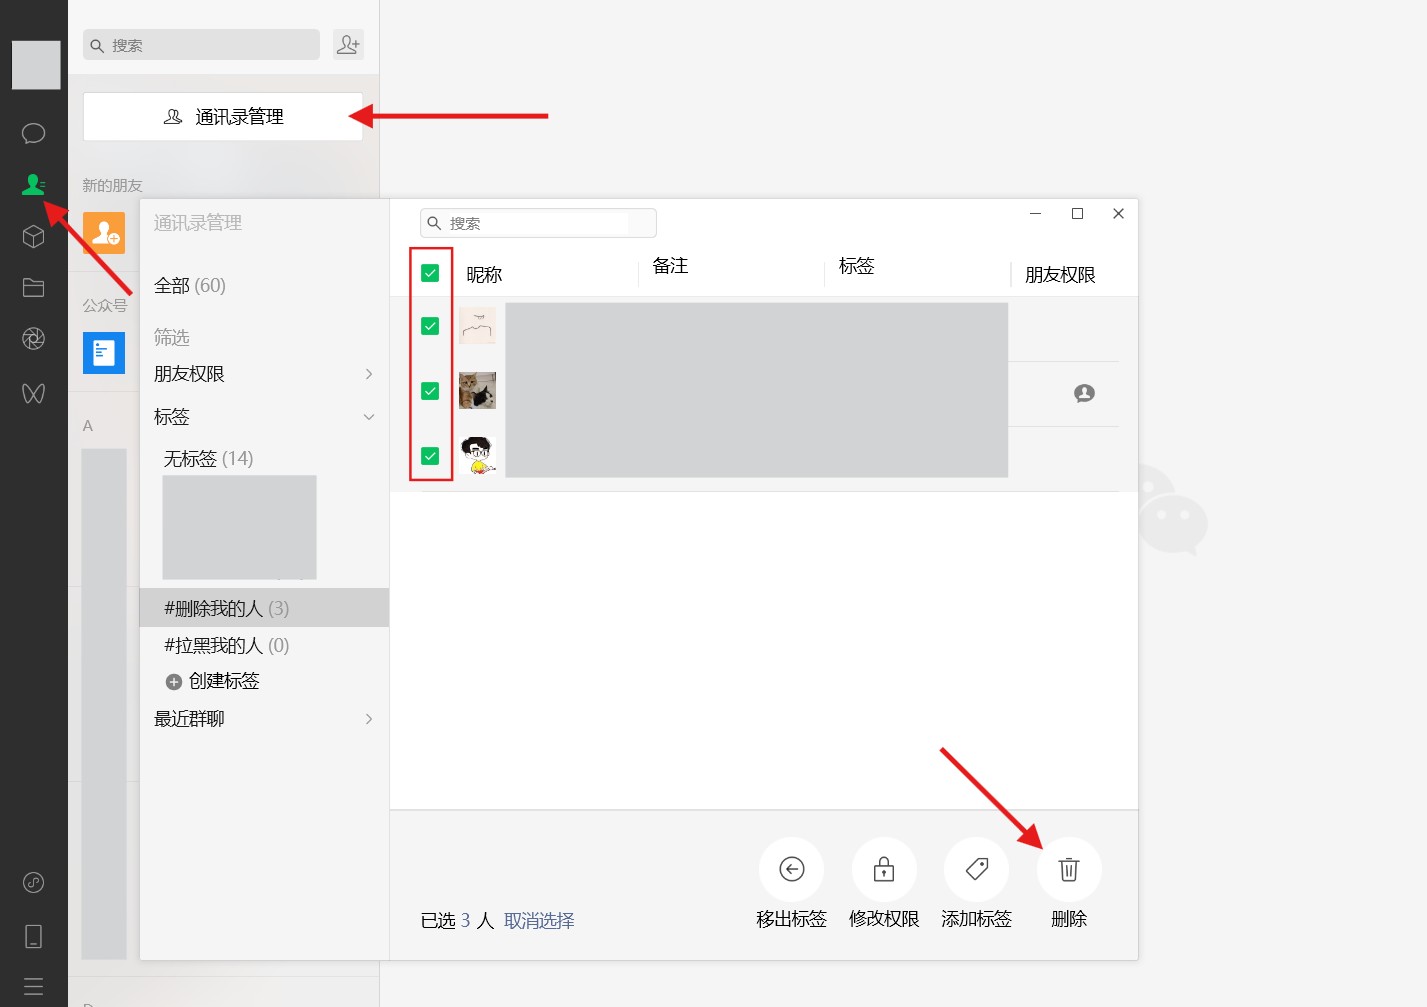 搜索
通讯录管理
新的朋友
公众号
A
通讯录管理
全部 (60)
筛选
朋友权限
标签
无标签 (14)
#删除我的人 (3)
#拉黑我的人 (0)
创建标签
最近群聊
搜索
昵称 备注 标签 朋友权限
已选 3 人 取消选择
移出标签 修改权限 添加标签 删除